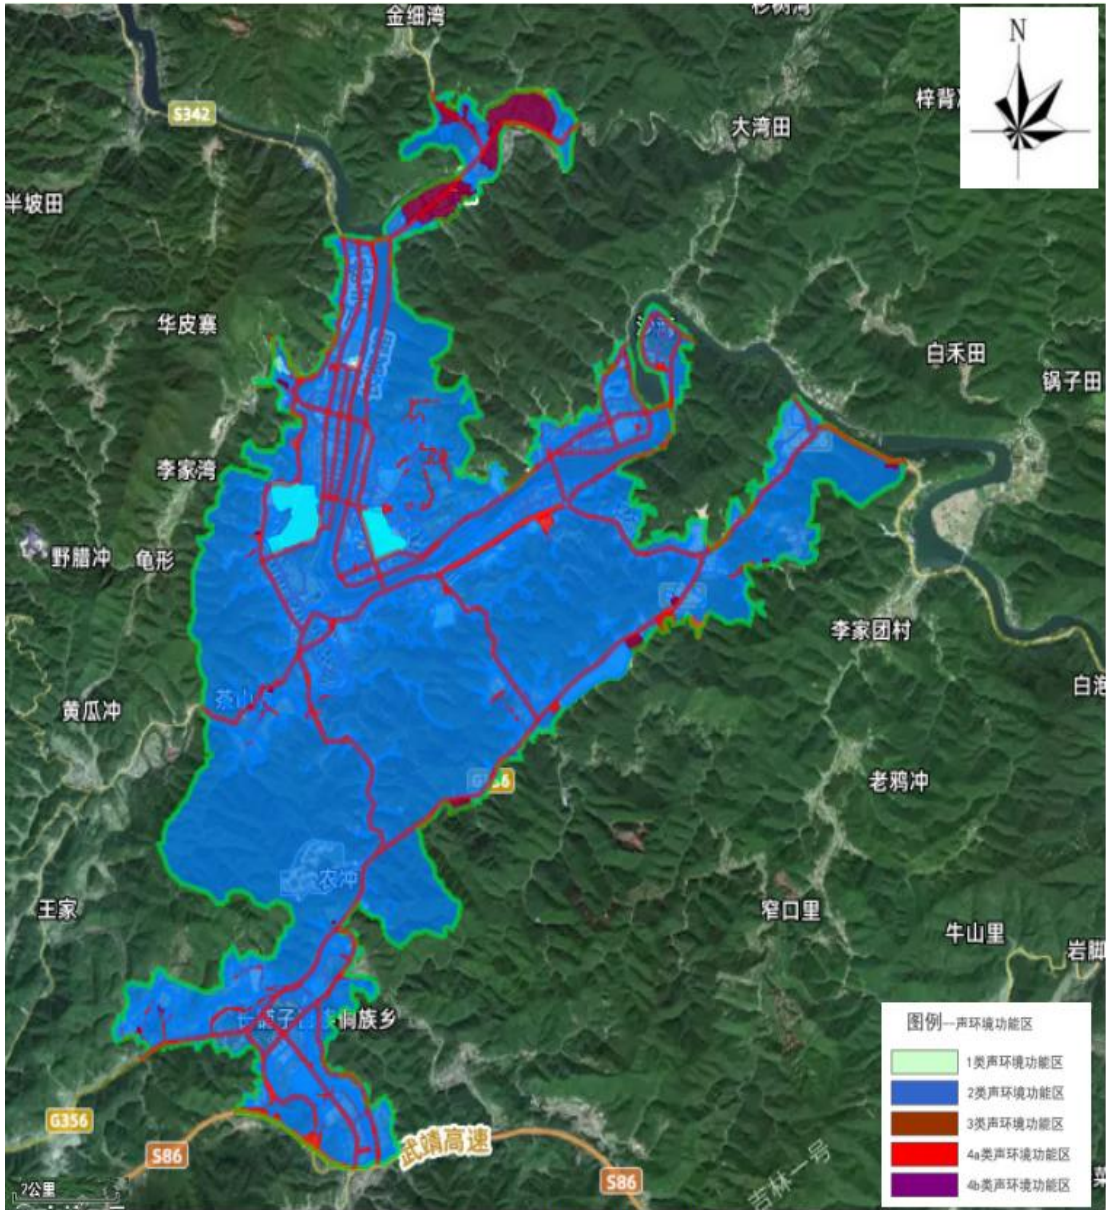 金细湾
N
S342
大湾田
半坡田
华皮寨
白禾田
锅子田
李家湾
野腊冲
龟形
李家团村
茶山
黄瓜冲
老鸦冲
农冲
王家
窄口里
牛山里
岩脚
侗族乡
图例--声环境功能区
1类声环境功能区
2类声环境功能区
3类声环境功能区
4a类声环境功能区
4b类声环境功能区
G356
S86
武靖高速
S86
吉林一号
2公里